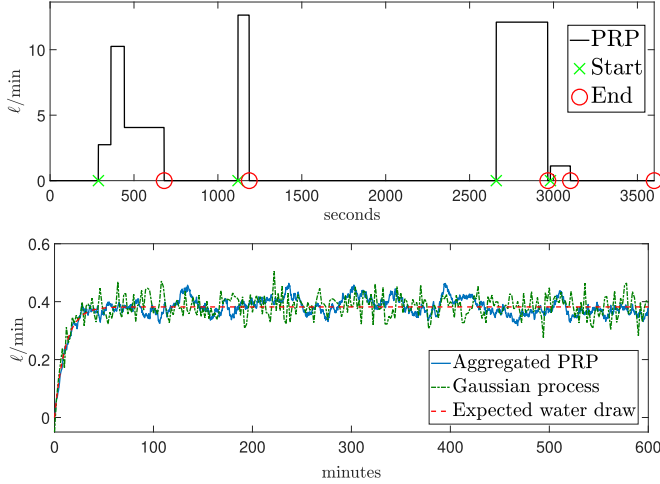 10
5
0
ℓ/min
PRP
Start
End
0 500 1000 1500 2000 2500 3000 3500
seconds
0.6
0.4
0.2
0
ℓ/min
Aggregated PRP
Gaussian process
Expected water draw
0 100 200 300 400 500 600
minutes